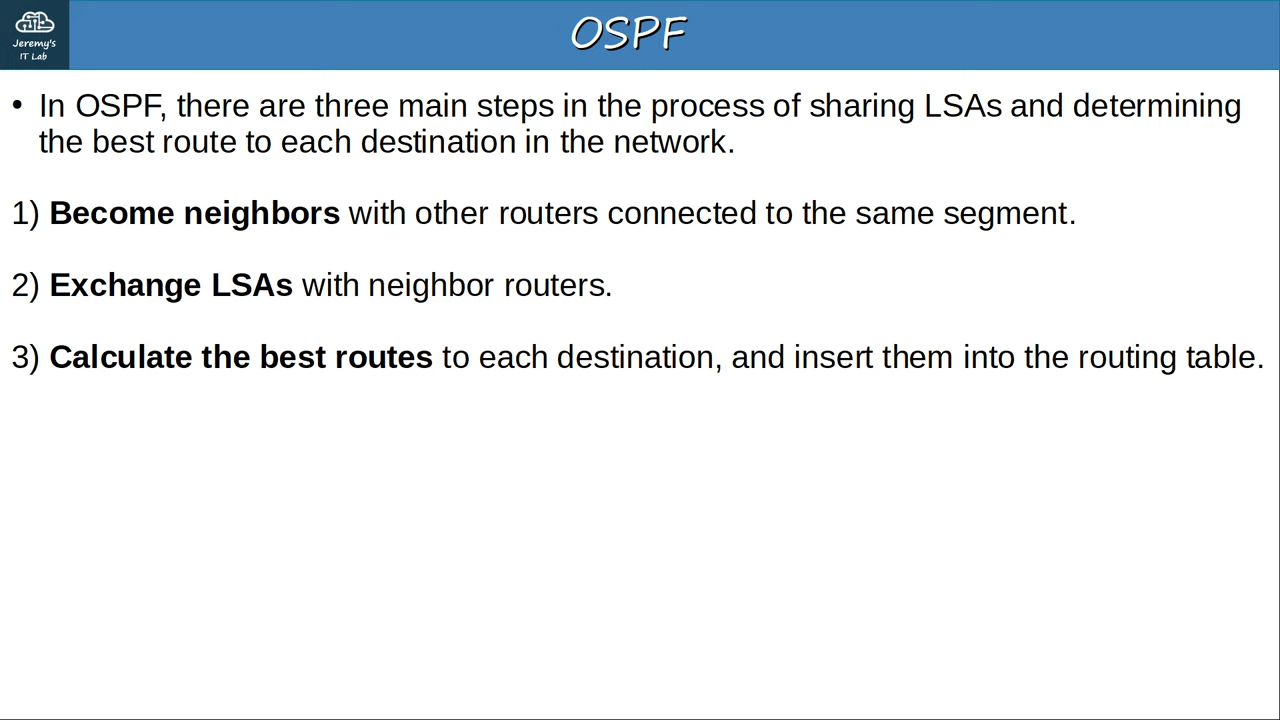 Jeremy's
IT Lab
OSPF
• In OSPF, there are three main steps in the process of sharing LSAs and determining
the best route to each destination in the network.
1) Become neighbors with other routers connected to the same segment.
2) Exchange LSAs with neighbor routers.
3) Calculate the best routes to each destination, and insert them into the routing table.